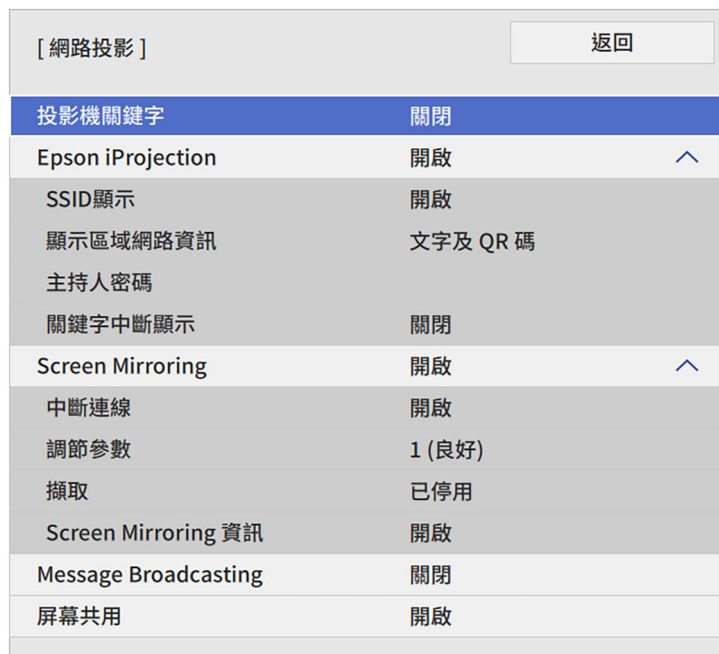 [ 網路投影 ] 返回
投影機關鍵字 關閉
Epson iProjection 開啟
SSID顯示 開啟
顯示區域網路資訊 文字及 QR 碼
主持人密碼
關鍵字中斷顯示 關閉
Screen Mirroring 開啟
中斷連線 開啟
調節參數 1 (良好)
擷取 已停用
Screen Mirroring 資訊 開啟
Message Broadcasting 關閉
屏幕共用 開啟